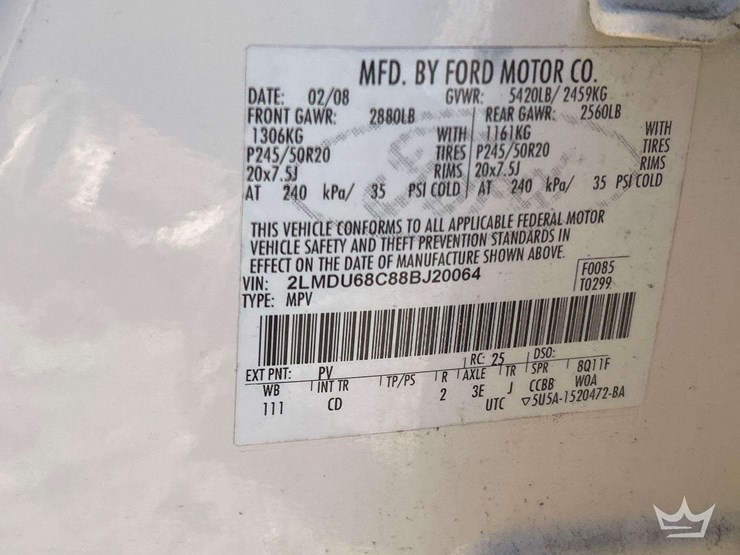 MFD. BY FORD MOTOR CO.
DATE: 02/08 GVWR: 5420LB/ 2459KG
FRONT GAWR: 2880LB REAR GAWR: 2560LB
1306KG WITH 1161KG WITH
P245/50R20 TIRES P245/50R20 TIRES
20x7.5J RIMS 20x7.5J RIMS
AT 240 kPa/ 35 PSI COLD AT 240 kPa/ 35 PSI COLD
THIS VEHICLE CONFORMS TO ALL APPLICABLE FEDERAL MOTOR
VEHICLE SAFETY AND THEFT PREVENTION STANDARDS IN
EFFECT ON THE DATE OF MANUFACTURE SHOWN ABOVE.
VIN: 2LMDU68C88BJ20064 F0085
TYPE: MPV T0299
EXT PNT: PV RC: 25 DSO:
WB INT TR TP/PS R AXLE TR SPR 8Q11F
111 CD 2 3E J CCBB WOA
UTC ▽5U5A-1520472-BA